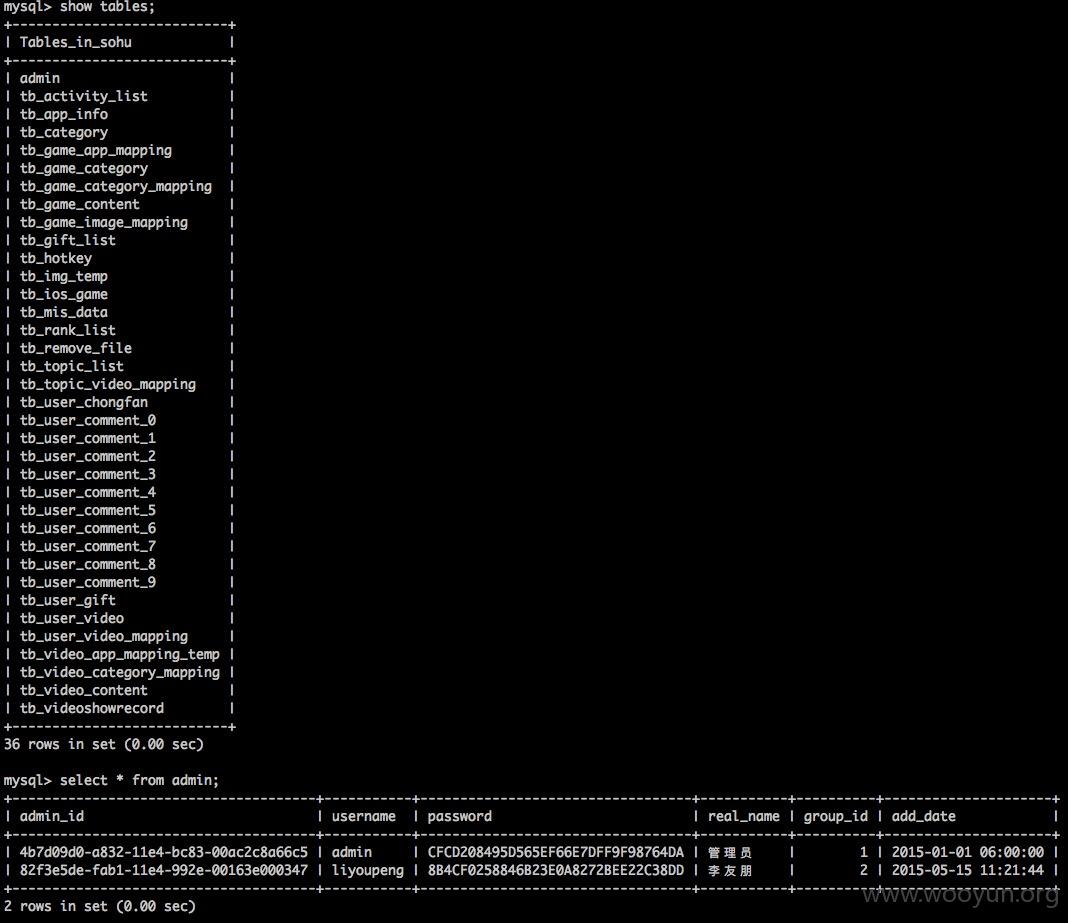 mysql> show tables;
+---------------------------+
| Tables_in_sohu            |
+---------------------------+
| admin                     |
| tb_activity_list          |
| tb_app_info               |
| tb_category               |
| tb_game_app_mapping       |
| tb_game_category          |
| tb_game_category_mapping  |
| tb_game_content           |
| tb_game_image_mapping     |
| tb_gift_list              |
| tb_hotkey                 |
| tb_img_temp               |
| tb_ios_game               |
| tb_mis_data               |
| tb_rank_list              |
| tb_remove_file            |
| tb_topic_list             |
| tb_topic_video_mapping    |
| tb_user_chongfan          |
| tb_user_comment_0         |
| tb_user_comment_1         |
| tb_user_comment_2         |
| tb_user_comment_3         |
| tb_user_comment_4         |
| tb_user_comment_5         |
| tb_user_comment_6         |
| tb_user_comment_7         |
| tb_user_comment_8         |
| tb_user_comment_9         |
| tb_user_gift              |
| tb_user_video             |
| tb_user_video_mapping     |
| tb_video_app_mapping_temp |
| tb_video_category_mapping |
| tb_video_content          |
| tb_videoshowrecord        |
+---------------------------+
36 rows in set (0.00 sec)
mysql> select * from admin;
+--------------------------------------+-----------+----------------------------------+-----------+----------+---------------------+
| admin_id                             | username  | password                         | real_name | group_id | add_date            |
+--------------------------------------+-----------+----------------------------------+-----------+----------+---------------------+
| 4b7d09d0-a832-11e4-bc83-00ac2c8a66c5 | admin     | CFCD208495D565EF66E7DFF9F98764DA | 管理员    |        1 | 2015-01-01 06:00:00 |
| 82f3e5de-fab1-11e4-992e-00163e000347 | liyoupeng | 8B4CF0258846B23E0A8272BEE22C38DD | 李友朋    |        2 | 2015-05-15 11:21:44 |
+--------------------------------------+-----------+----------------------------------+-----------+----------+---------------------+
2 rows in set (0.00 sec)
www.wooyun.org